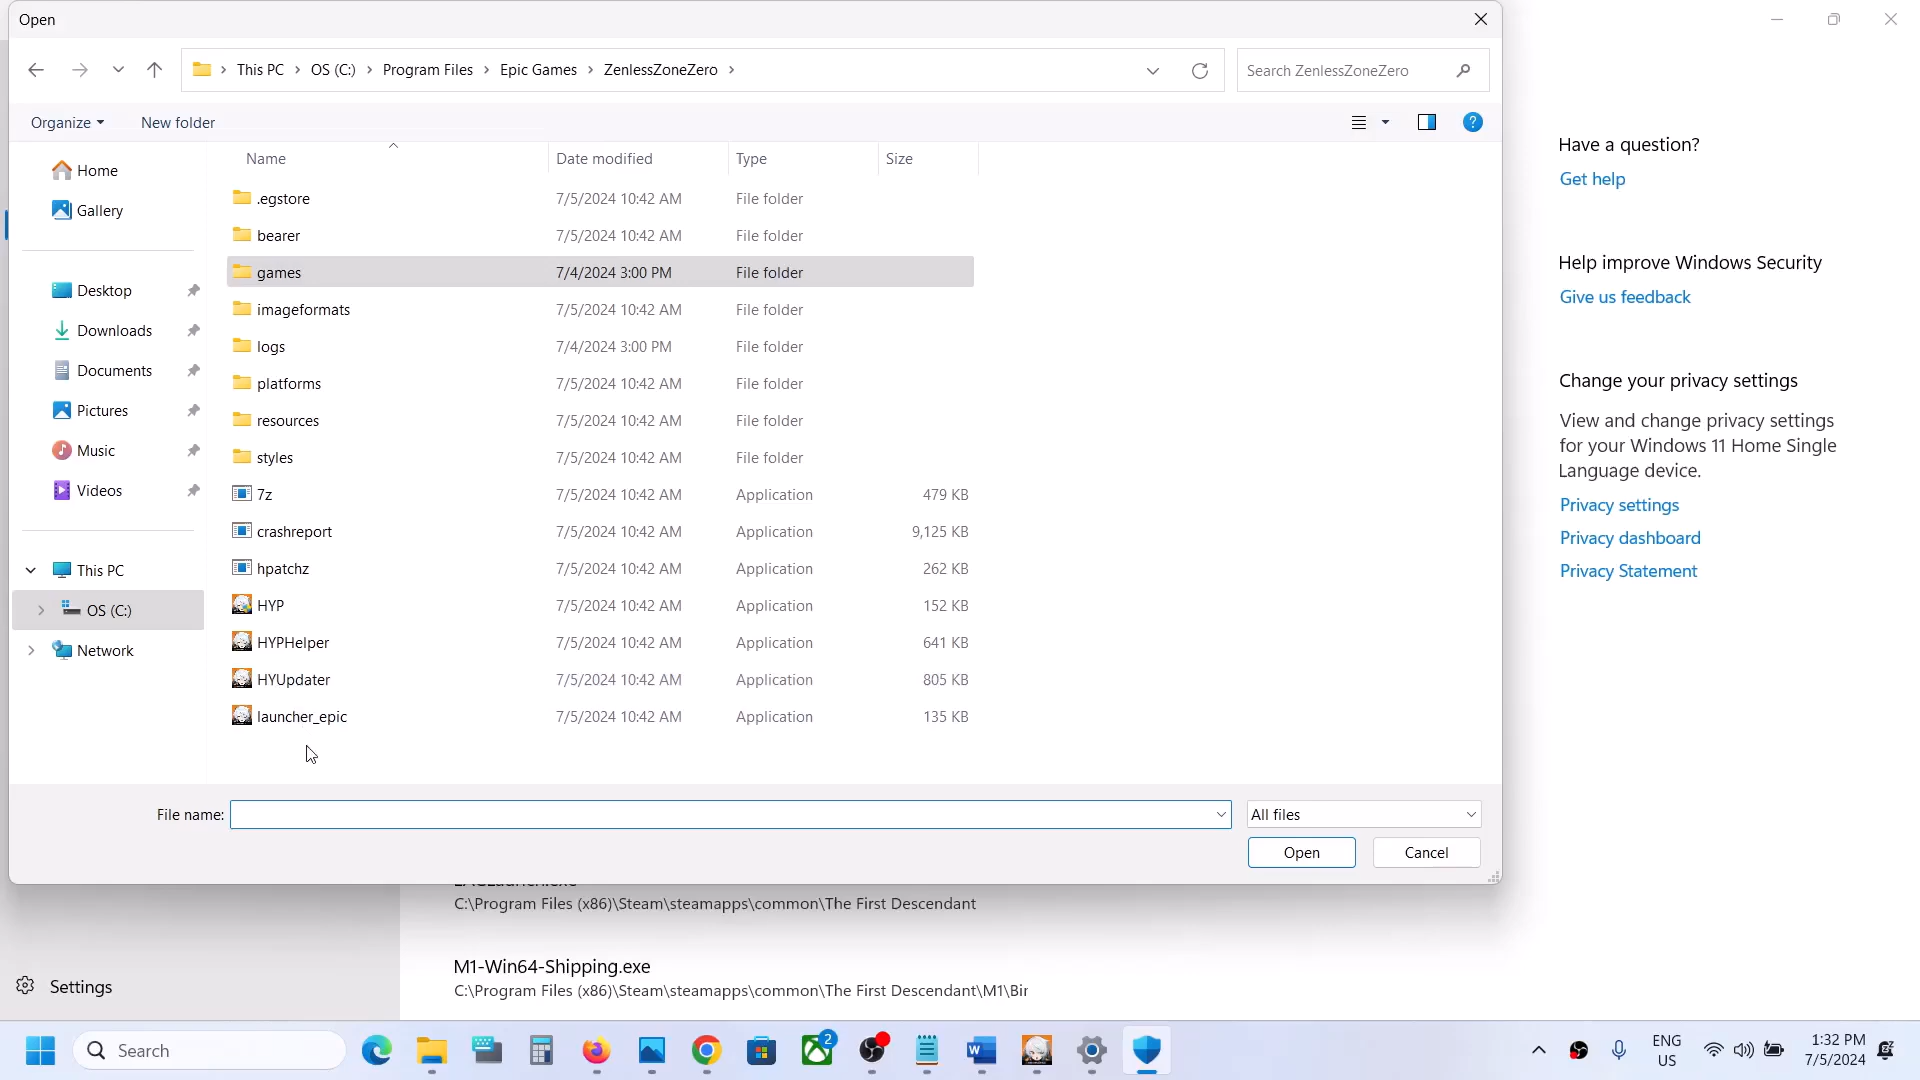 Open
This PC > OS (C:) > Program Files > Epic Games > ZenlessZoneZero >
Search ZenlessZoneZero
Organize
New folder
Name Date modified Type Size
Home
Gallery
Desktop
Downloads
Documents
Pictures
Music
Videos
This PC
OS (C:)
Network
.egstore 7/5/2024 10:42 AM File folder
bearer 7/5/2024 10:42 AM File folder
games 7/4/2024 3:00 PM File folder
imageformats 7/5/2024 10:42 AM File folder
logs 7/4/2024 3:00 PM File folder
platforms 7/5/2024 10:42 AM File folder
resources 7/5/2024 10:42 AM File folder
styles 7/5/2024 10:42 AM File folder
7z 7/5/2024 10:42 AM Application 479 KB
crashreport 7/5/2024 10:42 AM Application 9,125 KB
hpatchz 7/5/2024 10:42 AM Application 262 KB
HYP 7/5/2024 10:42 AM Application 152 KB
HYPHelper 7/5/2024 10:42 AM Application 641 KB
HYUpdater 7/5/2024 10:42 AM Application 805 KB
launcher_epic 7/5/2024 10:42 AM Application 135 KB
File name:
All files
Open
Cancel
Have a question?
Get help
Help improve Windows Security
Give us feedback
Change your privacy settings
View and change privacy settings
for your Windows 11 Home Single
Language device.
Privacy settings
Privacy dashboard
Privacy Statement
C:\Program Files (x86)\Steam\steamapps\common\The First Descendant
M1-Win64-Shipping.exe
C:\Program Files (x86)\Steam\steamapps\common\The First Descendant\M1\Bir
Settings
Search
2
ENG
US
1:32 PM
7/5/2024